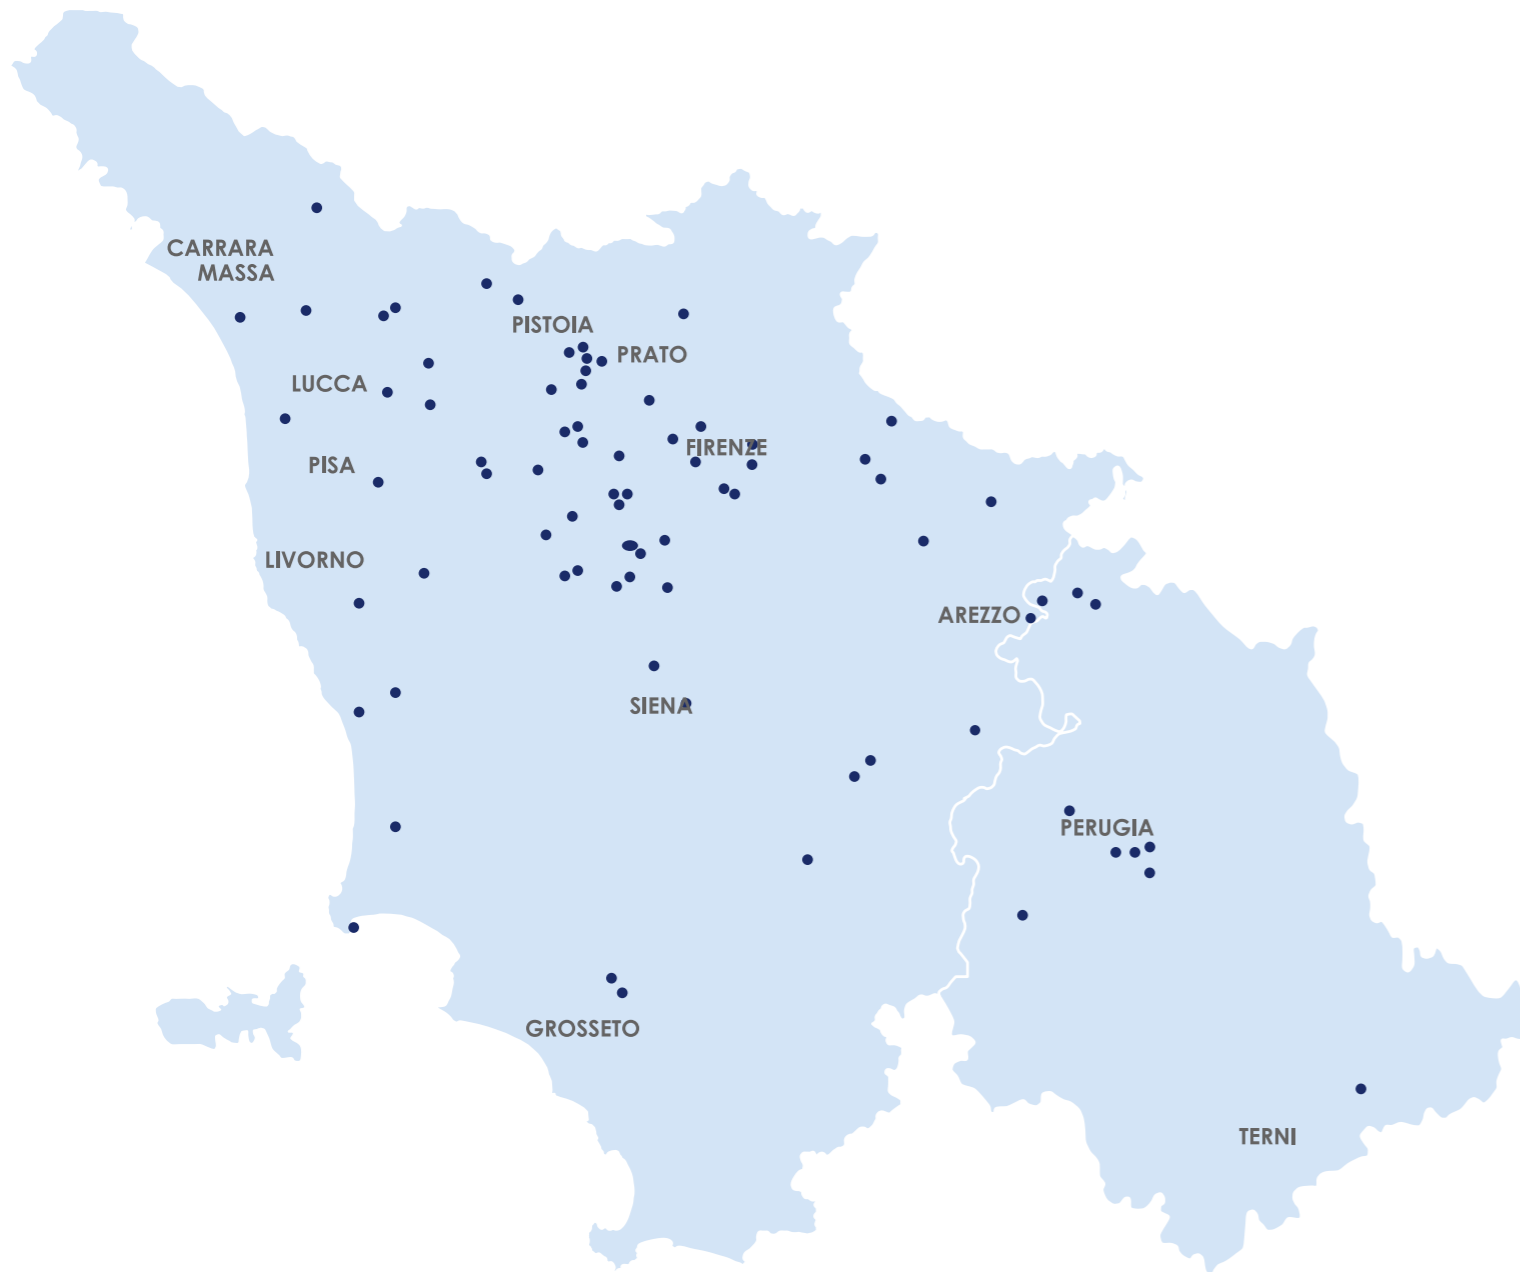 CARRARA
MASSA
PISTOIA
PRATO
LUCCA
FIRENZE
PISA
LIVORNO
AREZZO
SIENA
PERUGIA
GROSSETO
TERNI